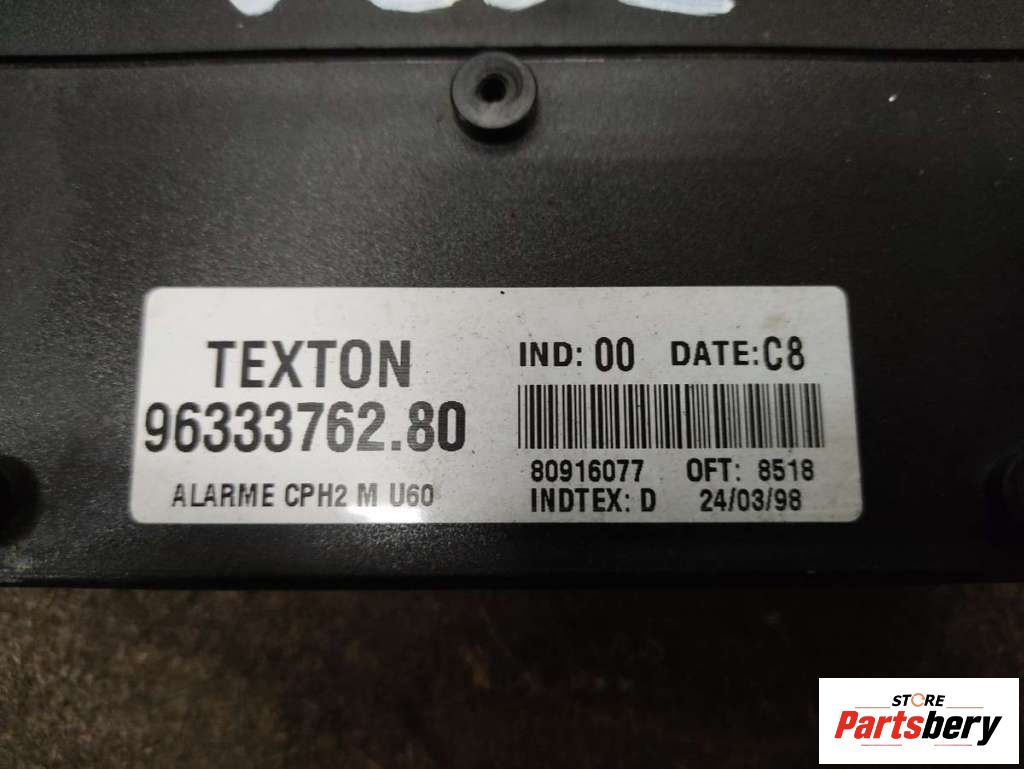 TEXTON
96333762.80
ALARME CPH2 M U60
IND: 00 DATE: C8
80916077 OFT: 8518
INDTEX: D 24/03/98
STORE
Partsbery